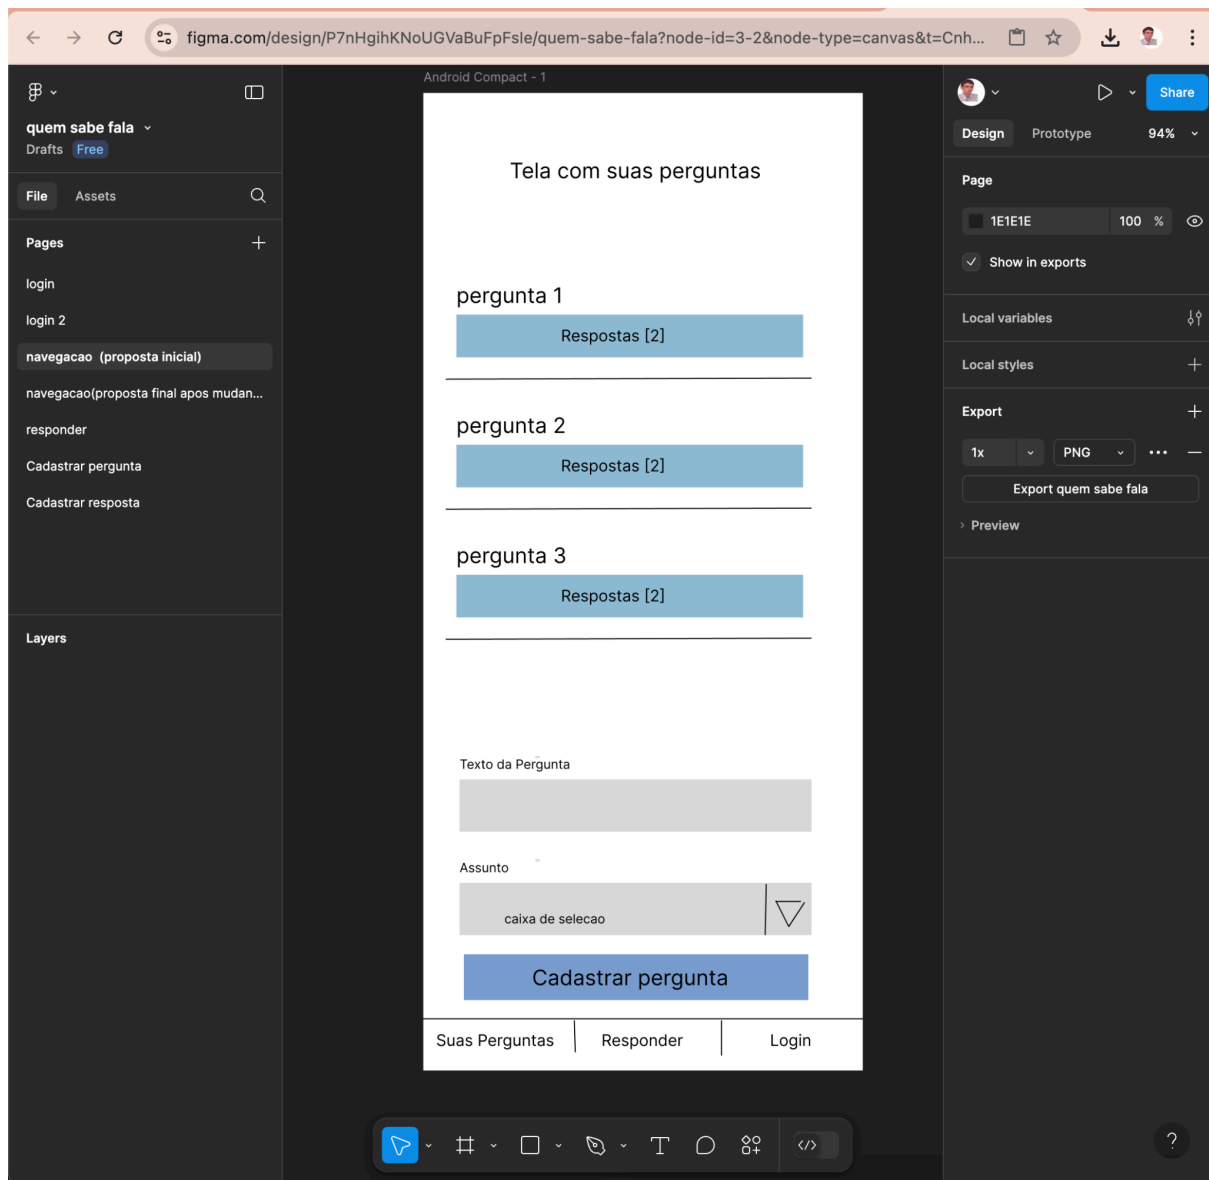 figma.com/design/P7nHgihKNoUGVaBuFpFsle/quem-sabe-fala?node-id=3-2&node-type=canvas&t=Cnh...
quem sabe fala
Drafts Free
File Assets
Pages
login
login 2
navegacao (proposta inicial)
navegacao(proposta final apos mudan...
responder
Cadastrar pergunta
Cadastrar resposta
Layers
Android Compact - 1
Tela com suas perguntas
pergunta 1
Respostas [2]
pergunta 2
Respostas [2]
pergunta 3
Respostas [2]
Texto da Pergunta
Assunto
caixa de selecao
Cadastrar pergunta
Suas Perguntas Responder Login
Share
Design Prototype 94%
Page
1E1E1E 100 %
Show in exports
Local variables
Local styles
Export
1x PNG
Export quem sabe fala
Preview
?